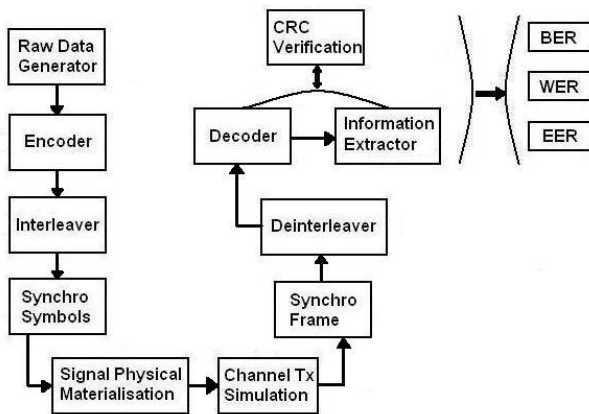 Raw Data
Generator
Encoder
Interleaver
Synchro
Symbols
Signal Physical
Materialisation
Channel Tx
Simulation
Synchro
Frame
Deinterleaver
Decoder
Information
Extractor
CRC
Verification
BER
WER
EER